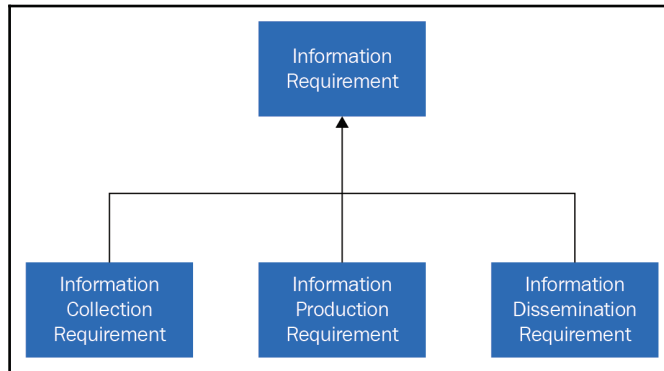 Information
Requirement
Information
Collection
Requirement
Information
Production
Requirement
Information
Dissemination
Requirement